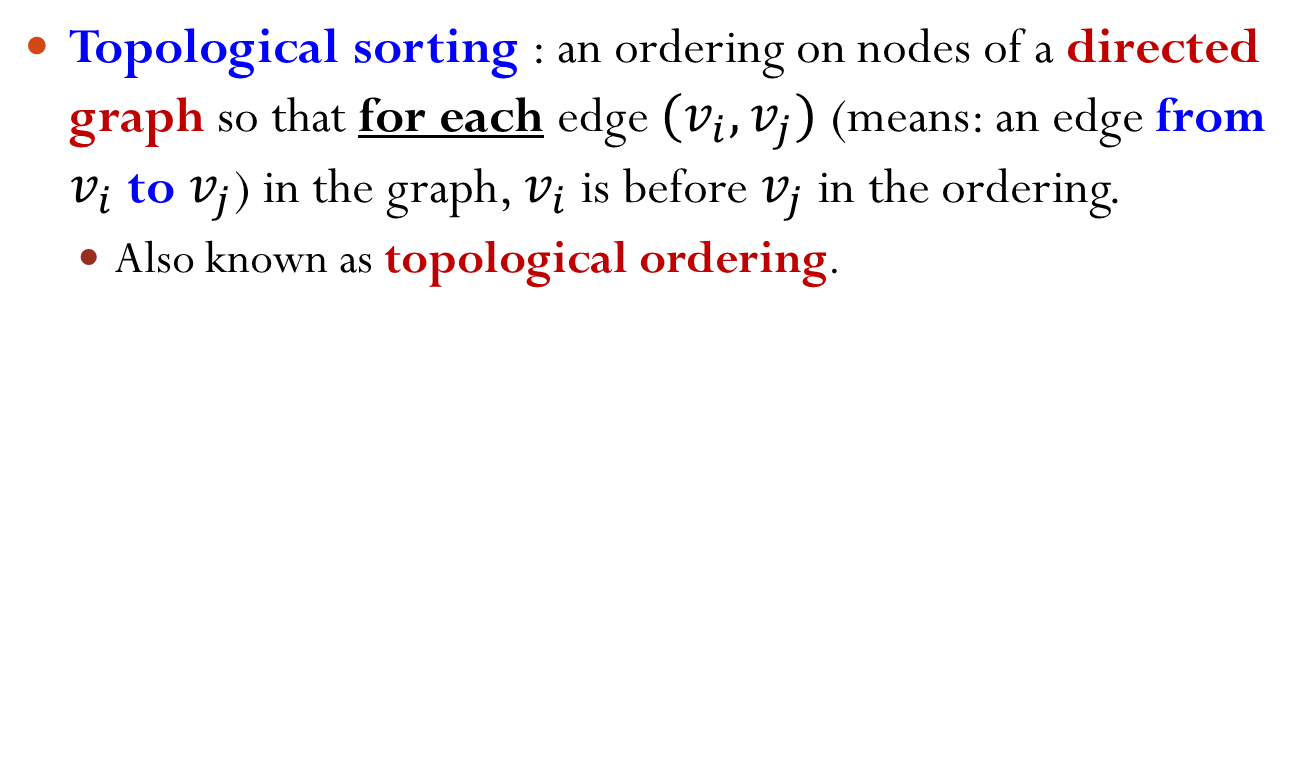 • Topological sorting : an ordering on nodes of a directed
graph so that for each edge (vᵢ, vⱼ) (means: an edge from
vᵢ to vⱼ) in the graph, vᵢ is before vⱼ in the ordering.
• Also known as topological ordering.